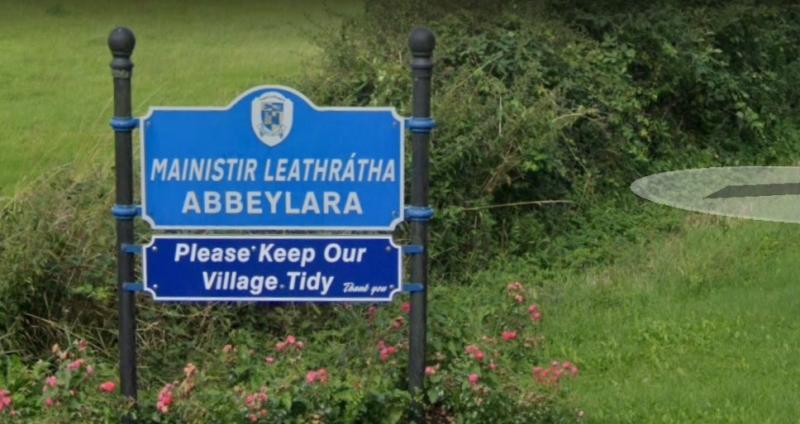 MAINISTIR LEATHRÁTHA
ABBEYLARA
Please Keep Our
Village Tidy
Thank you